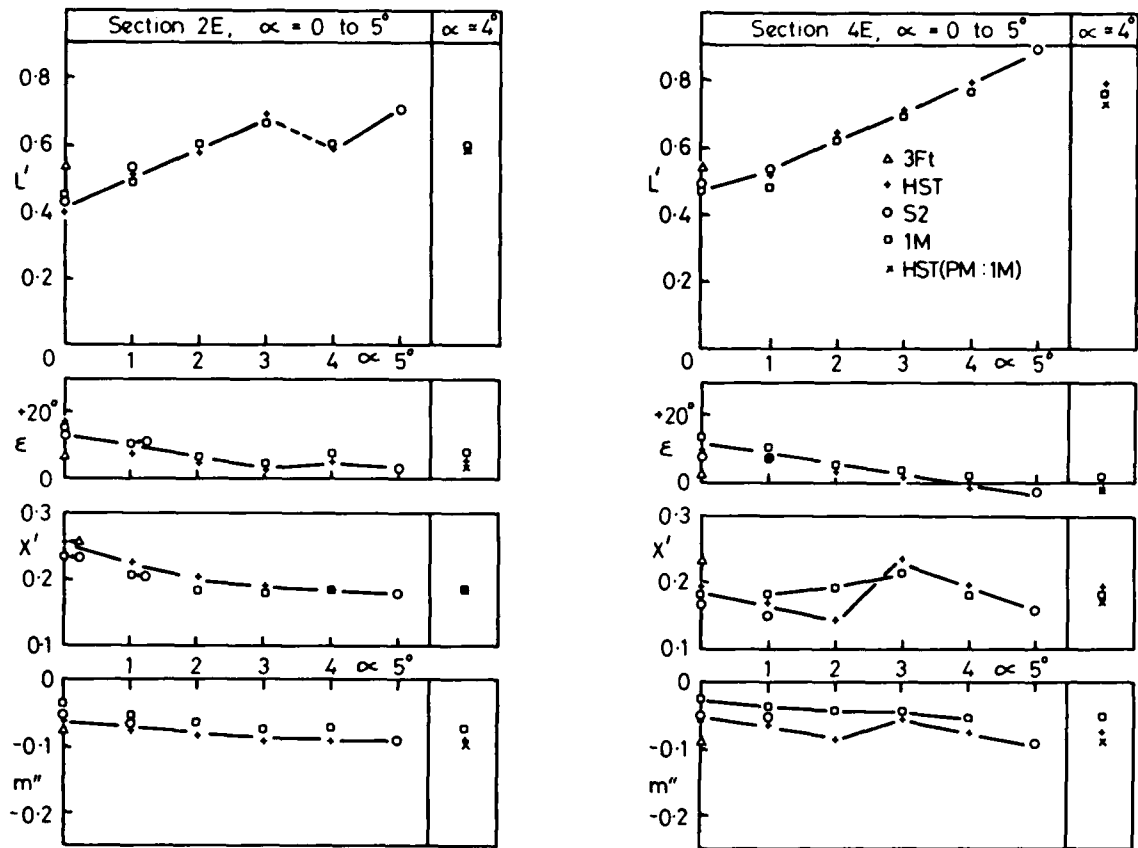 Section 2E, ∝ = 0 to 5°
∝ ≃ 4°
0·8
0·6
L'
0·4
0·2
0
1
2
3
4
∝
5°
+20°
ε
0
0·3
X'
0·2
0·1
1
2
3
4
∝
5°
0
-0·1
m"
-0·2
Section 4E, ∝ = 0 to 5°
∝ ≃ 4°
0·8
0·6
L'
0·4
0·2
△ 3Ft
+ HST
○ S2
□ 1M
× HST(PM : 1M)
0
1
2
3
4
∝
5°
+20°
ε
0
0·3
X'
0·2
0·1
1
2
3
4
∝
5°
0
-0·1
m"
-0·2